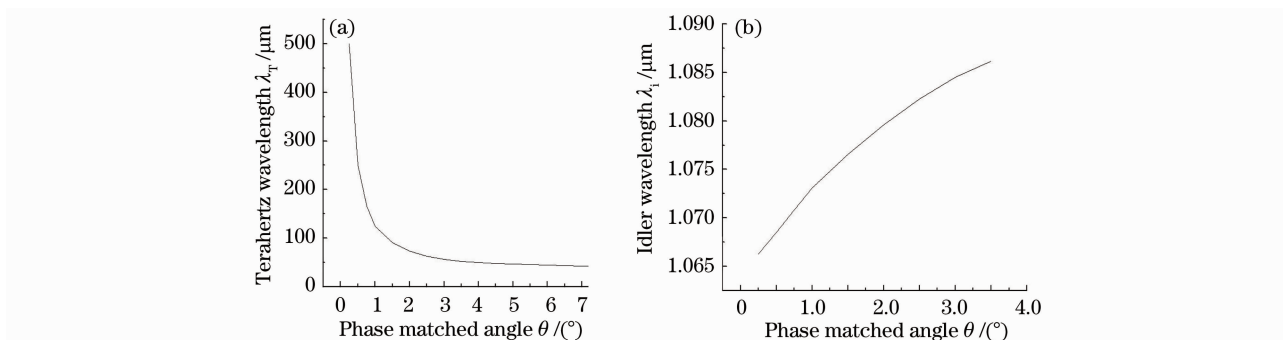 (a)
Terahertz wavelength λT /μm
500
400
300
200
100
0
0 1 2 3 4 5 6 7
Phase matched angle θ /(°)
(b)
Idler wavelength λi /μm
1.090
1.085
1.080
1.075
1.070
1.065
0 1.0 2.0 3.0 4.0
Phase matched angle θ /(°)